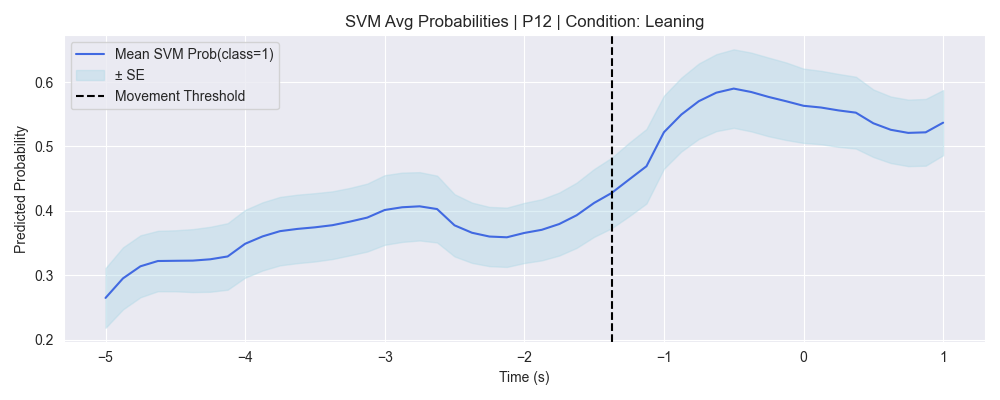 SVM Avg Probabilities | P12 | Condition: Leaning
Mean SVM Prob(class=1)
± SE
Movement Threshold
Predicted Probability
0.6
0.5
0.4
0.3
0.2
−5
−4
−3
−2
−1
0
1
Time (s)